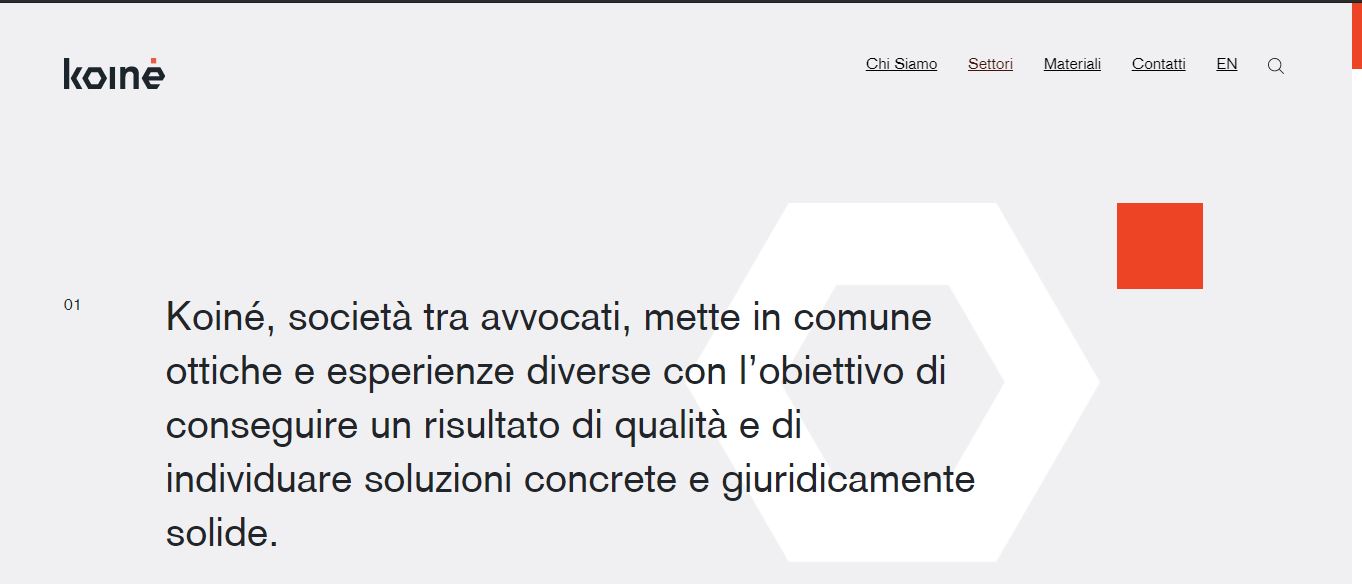 koinè
Chi Siamo Settori Materiali Contatti EN
01
Koiné, società tra avvocati, mette in comune
ottiche e esperienze diverse con l’obiettivo di
conseguire un risultato di qualità e di
individuare soluzioni concrete e giuridicamente
solide.